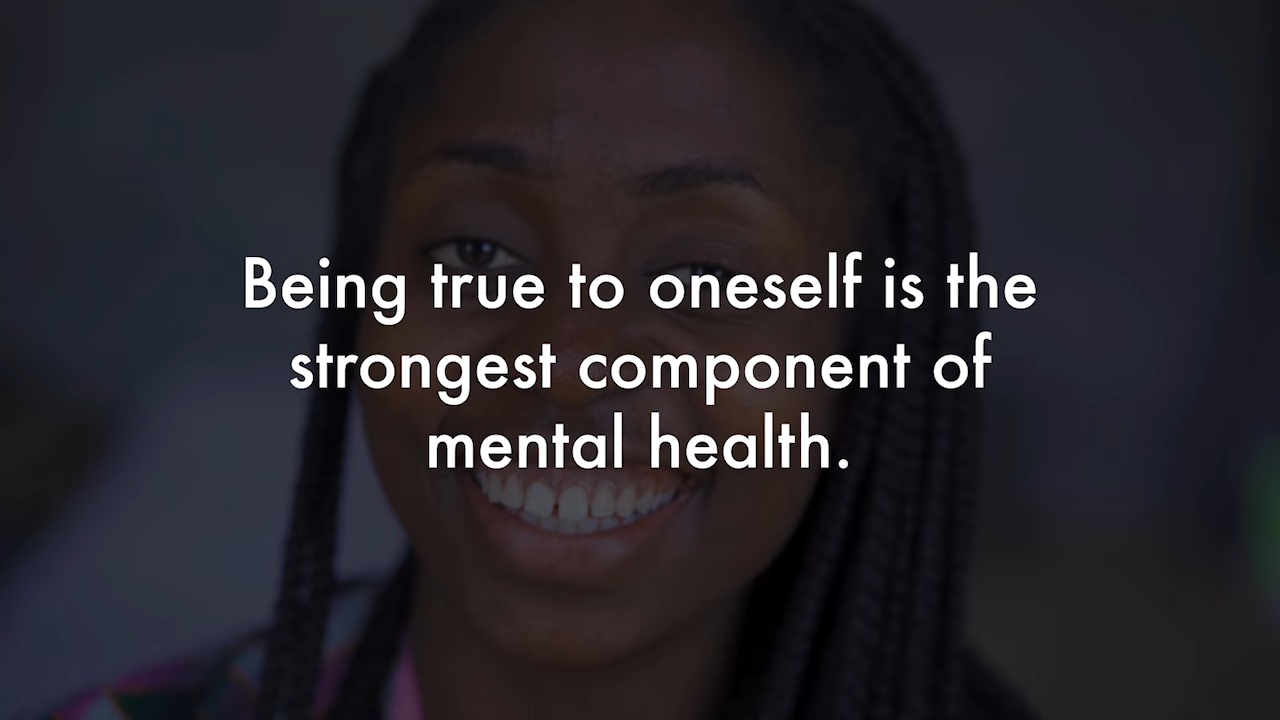 Being true to oneself is the
strongest component of
mental health.